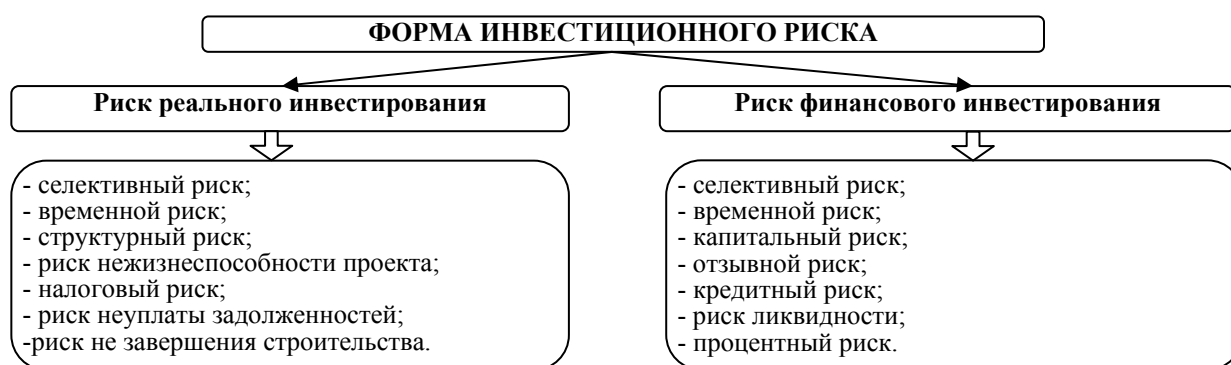 ФОРМА ИНВЕСТИЦИОННОГО РИСКА
Риск реального инвестирования
- селективный риск;
- временной риск;
- структурный риск;
- риск нежизнеспособности проекта;
- налоговый риск;
- риск неуплаты задолженностей;
-риск не завершения строительства.
Риск финансового инвестирования
- селективный риск;
- временной риск;
- капитальный риск;
- отзывной риск;
- кредитный риск;
- риск ликвидности;
- процентный риск.